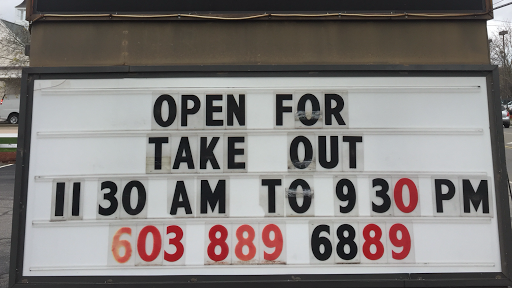 OPEN FOR
TAKE OUT
11 30 AM TO 9 30 PM
603 889 6889